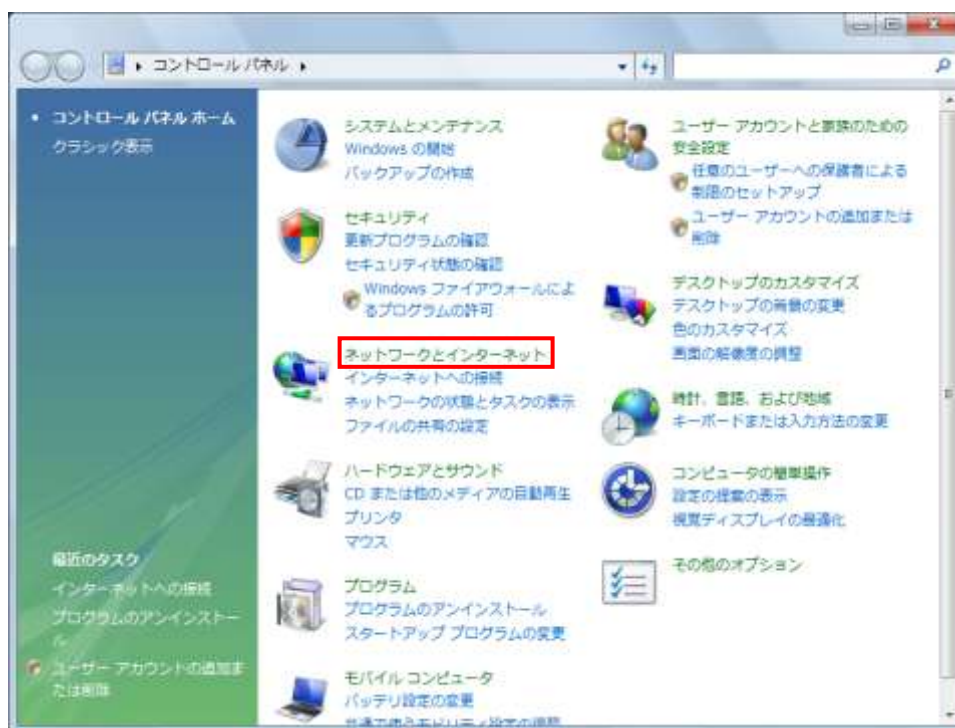 コントロール パネル
コントロール パネル ホーム
クラシック表示
最近のタスク
インターネットへの接続
プログラムのアンインストー
ル
ユーザー アカウントの追加ま
たは削除
システムとメンテナンス
Windows の開始
バックアップの作成
セキュリティ
更新プログラムの確認
セキュリティ状態の確認
Windows ファイアウォールによ
るプログラムの許可
ネットワークとインターネット
インターネットへの接続
ネットワークの状態とタスクの表示
ファイルの共有の設定
ハードウェアとサウンド
CD または他のメディアの自動再生
プリンタ
マウス
プログラム
プログラムのアンインストール
スタートアップ プログラムの変更
モバイル コンピュータ
バッテリ設定の変更
共通で使うモビリティ設定の調整
ユーザー アカウントと家族のための
安全設定
任意のユーザーへの保護者による
制限のセットアップ
ユーザー アカウントの追加または
削除
デスクトップのカスタマイズ
デスクトップの背景の変更
色のカスタマイズ
画面の解像度の調整
時計、言語、および地域
キーボードまたは入力方法の変更
コンピュータの簡単操作
設定の提案の表示
視覚ディスプレイの最適化
その他のオプション